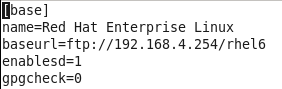 [base]
name=Red Hat Enterprise Linux
baseurl=ftp://192.168.4.254/rhel6
enablesd=1
gpgcheck=0